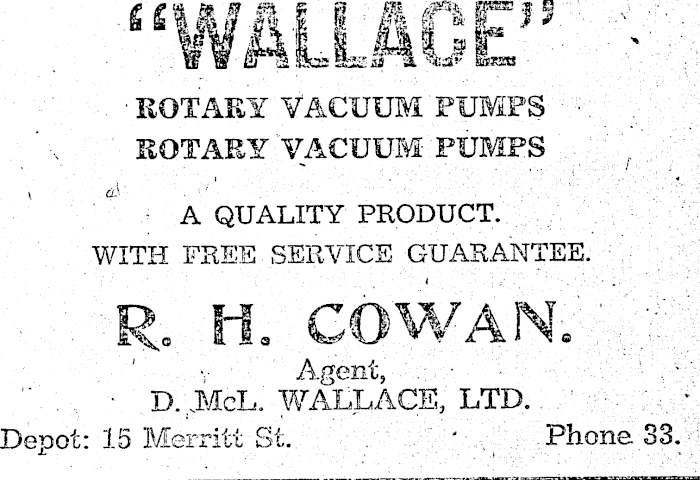 "WALLACE"
ROTARY VACUUM PUMPS
ROTARY VACUUM PUMPS
A QUALITY PRODUCT.
WITH FREE SERVICE GUARANTEE.
R. H. COWAN.
Agent,
D. McL. WALLACE, LTD.
Depot: 15 Merritt St. Phone 33.